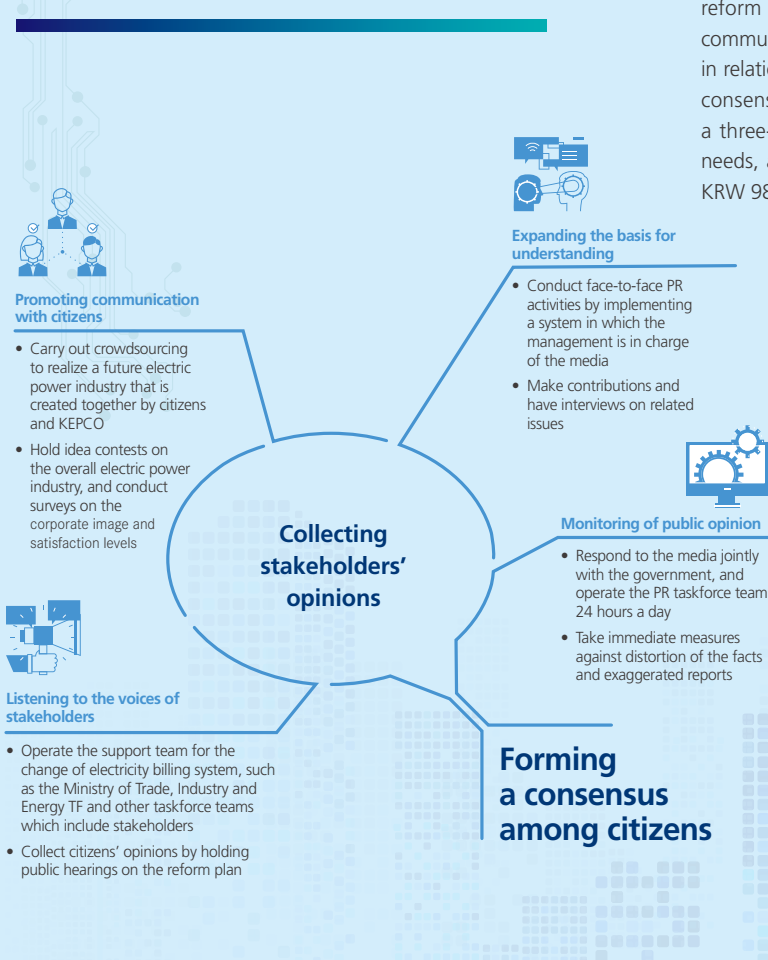 reform
in relation
a three-
needs,
KRW 98
Expanding the basis for
understanding
• Conduct face-to-face PR
activities by implementing
a system in which the
management is in charge
of the media
• Make contributions and
have interviews on related
issues
Promoting communication
with citizens
• Carry out crowdsourcing
to realize a future electric
power industry that is
created together by citizens
and KEPCO
• Hold idea contests on
the overall electric power
industry, and conduct
surveys on the
corporate image and
satisfaction levels
Collecting
stakeholders’
opinions
Monitoring of public opinion
• Respond to the media jointly
with the government, and
operate the PR taskforce team
24 hours a day
• Take immediate measures
against distortion of the facts
and exaggerated reports
Listening to the voices of
stakeholders
• Operate the support team for the
change of electricity billing system, such
as the Ministry of Trade, Industry and
Energy TF and other taskforce teams
which include stakeholders
• Collect citizens’ opinions by holding
public hearings on the reform plan
Forming
a consensus
among citizens